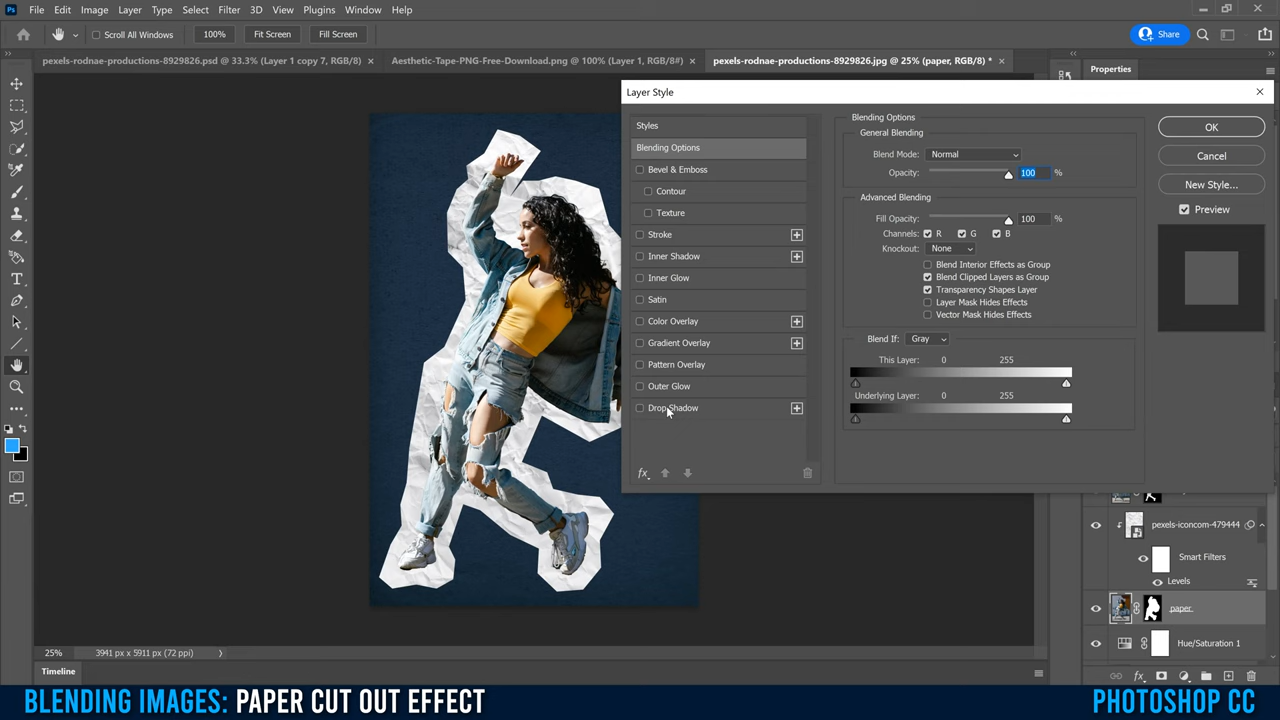 Ps File Edit Image Layer Type Select Filter 3D View Plugins Window Help
Scroll All Windows 100% Fit Screen Fill Screen Share
pexels-rodnae-productions-8929826.psd @ 33.3% (Layer 1 copy 7, RGB/8) × Aesthetic-Tape-PNG-Free-Download.png @ 100% (Layer 1, RGB/8#) × pexels-rodnae-productions-8929826.jpg @ 25% (paper, RGB/8) * ×
Properties
Layer Style
Styles
Blending Options
Bevel & Emboss
Contour
Texture
Stroke
Inner Shadow
Inner Glow
Satin
Color Overlay
Gradient Overlay
Pattern Overlay
Outer Glow
Drop Shadow
fx
Blending Options
General Blending
Blend Mode: Normal
Opacity: 100 %
Advanced Blending
Fill Opacity: 100 %
Channels: R G B
Knockout: None
Blend Interior Effects as Group
Blend Clipped Layers as Group
Transparency Shapes Layer
Layer Mask Hides Effects
Vector Mask Hides Effects
Blend If: Gray
This Layer: 0 255
Underlying Layer: 0 255
OK
Cancel
New Style...
Preview
pexels-iconcom-479444
Smart Filters
Levels
paper
Hue/Saturation 1
fx
25% 3941 px x 5911 px (72 ppi)
Timeline
BLENDING IMAGES: PAPER CUT OUT EFFECT
PHOTOSHOP CC